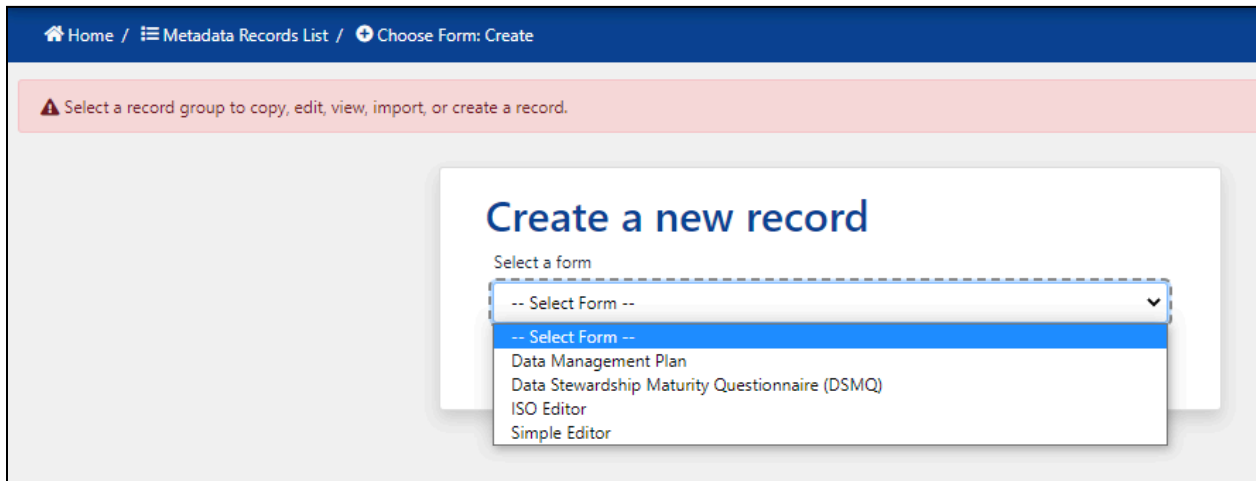 Home / Metadata Records List / Choose Form: Create
Select a record group to copy, edit, view, import, or create a record.
Create a new record
Select a form
-- Select Form --
-- Select Form --
Data Management Plan
Data Stewardship Maturity Questionnaire (DSMQ)
ISO Editor
Simple Editor